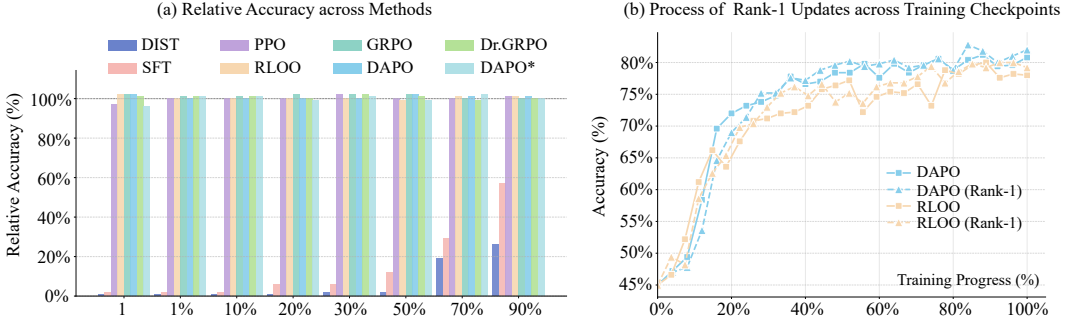 (a) Relative Accuracy across Methods
DIST
PPO
GRPO
Dr.GRPO
SFT
RLOO
DAPO
DAPO*
Relative Accuracy (%)
100%
80%
60%
40%
20%
0%
1
1%
10%
20%
30%
50%
70%
90%
(b) Process of Rank-1 Updates across Training Checkpoints
Accuracy (%)
80%
75%
70%
65%
60%
55%
50%
45%
DAPO
DAPO (Rank-1)
RLOO
RLOO (Rank-1)
Training Progress (%)
0%
20%
40%
60%
80%
100%